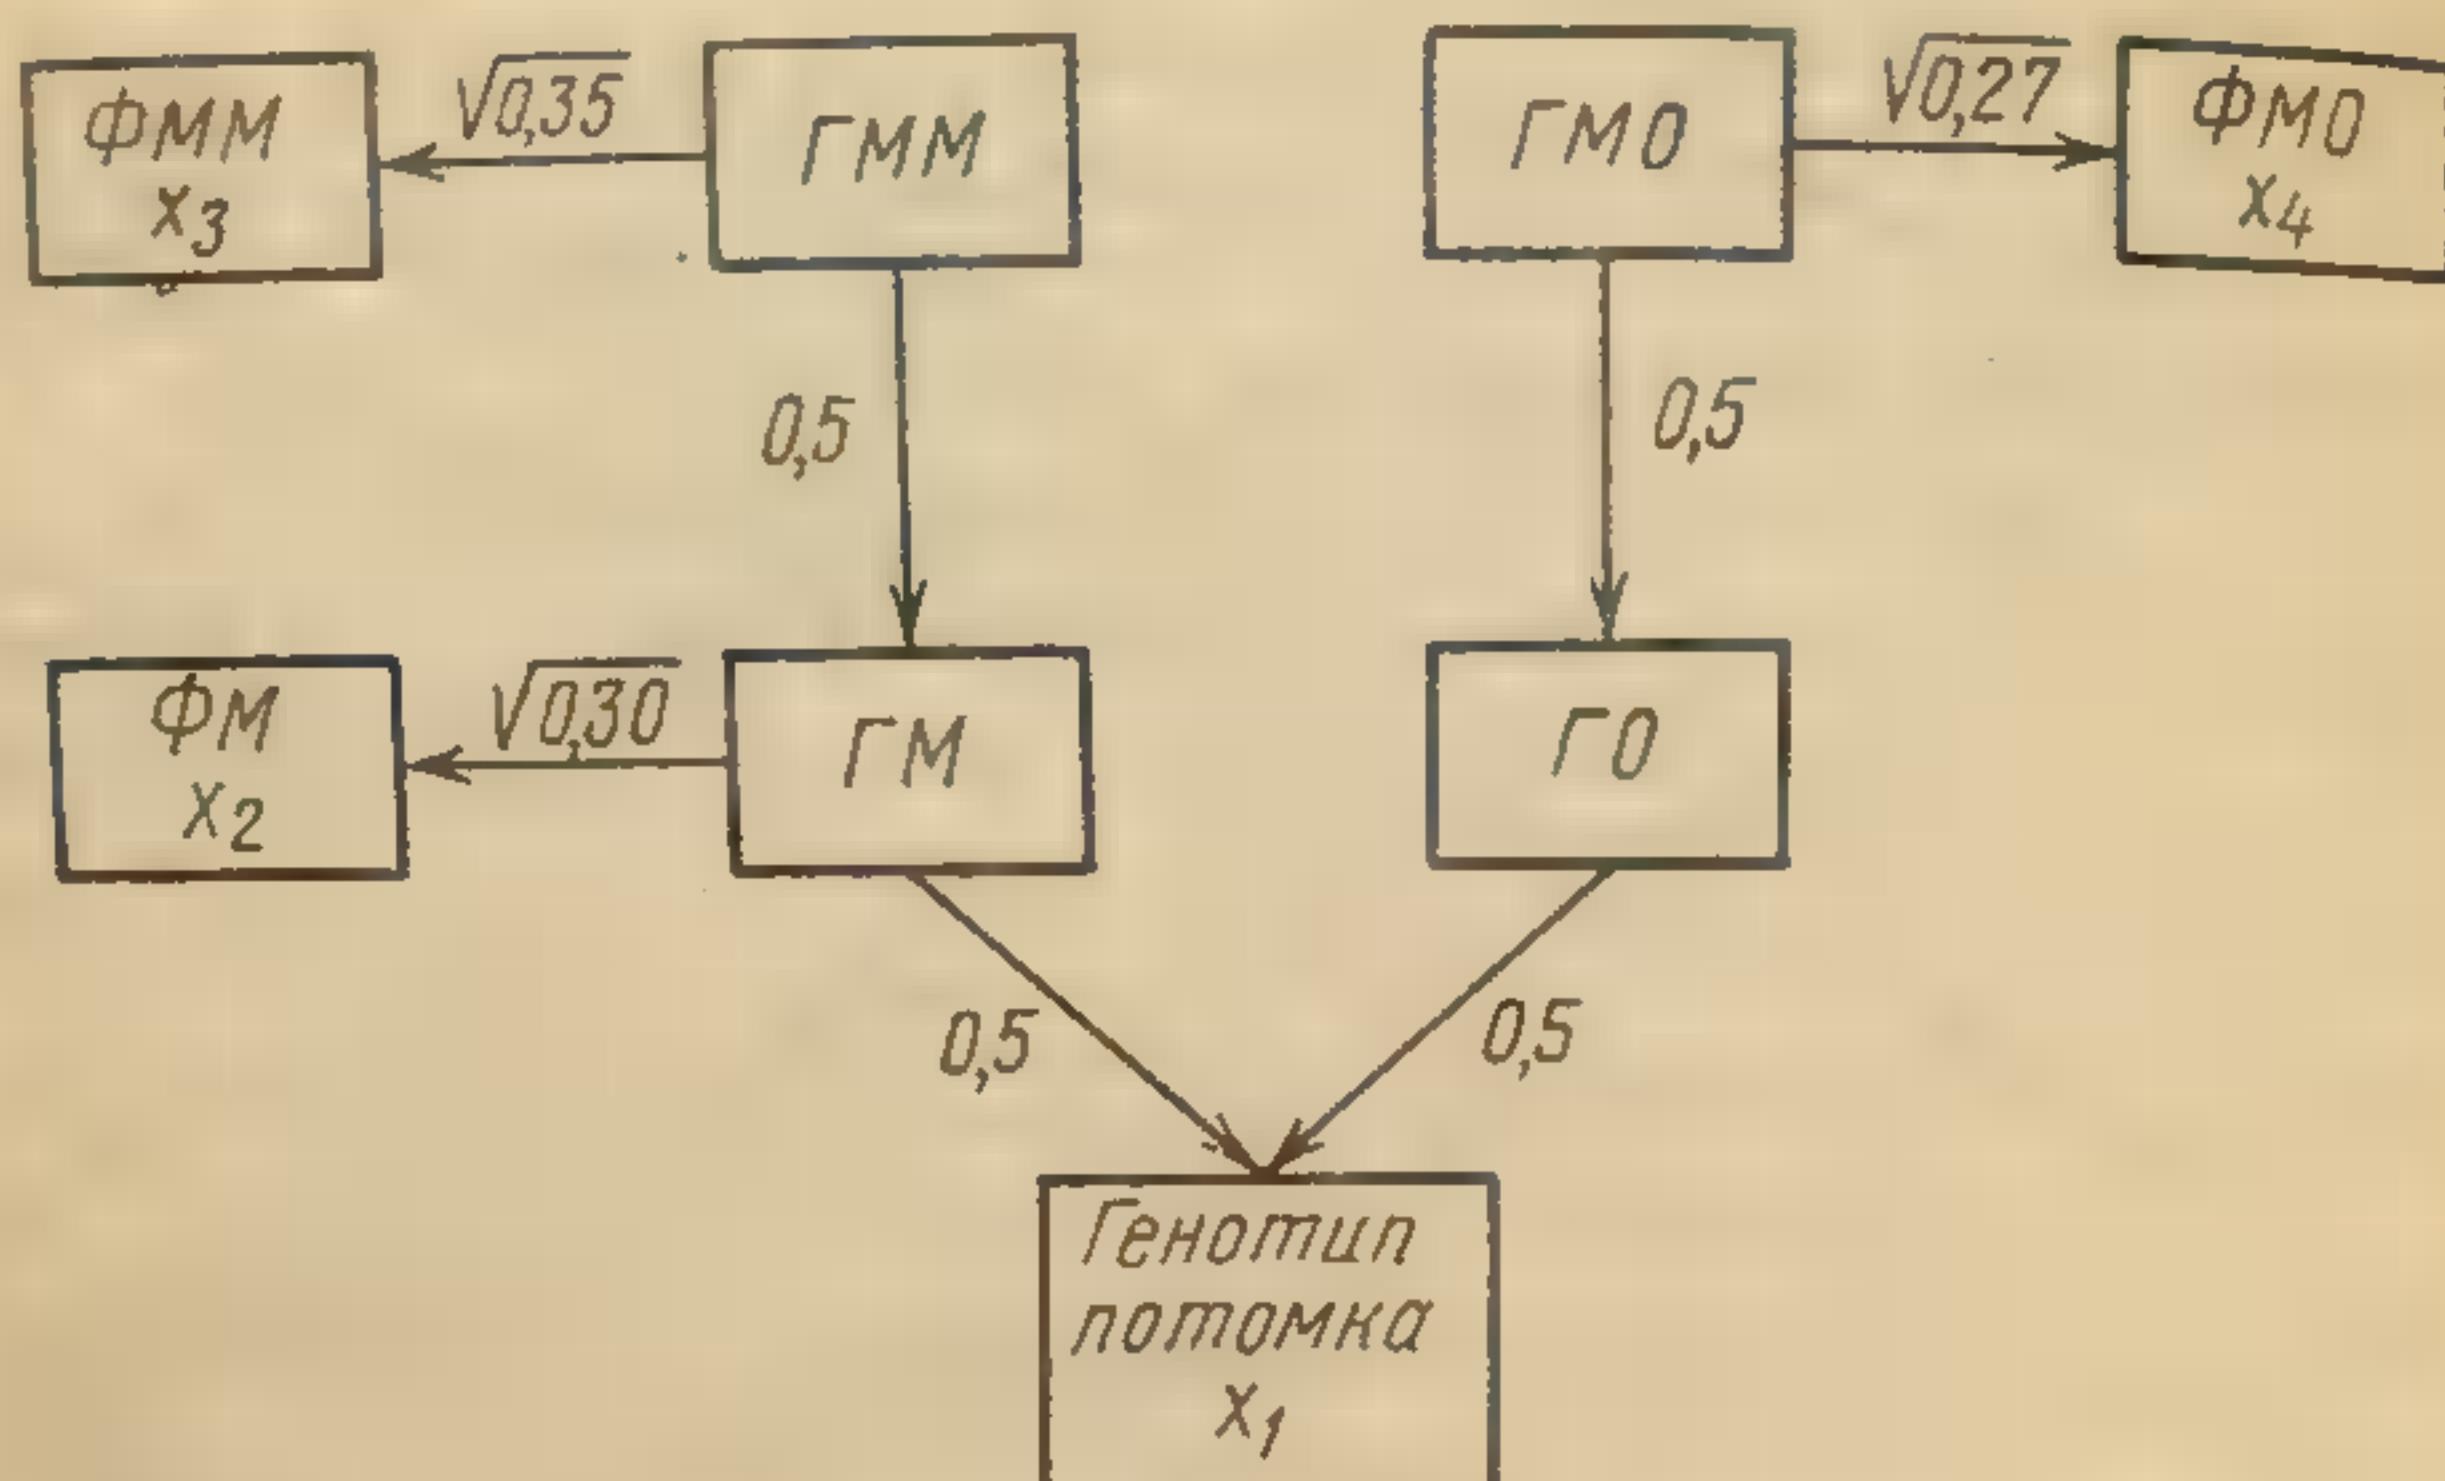 ФММ
x3
√0,35
ГММ
ГМО
√0,27
ФМО
x4
0,5
0,5
ФМ
x2
√0,30
ГМ
ГО
0,5
0,5
Генотип
потомка
x1